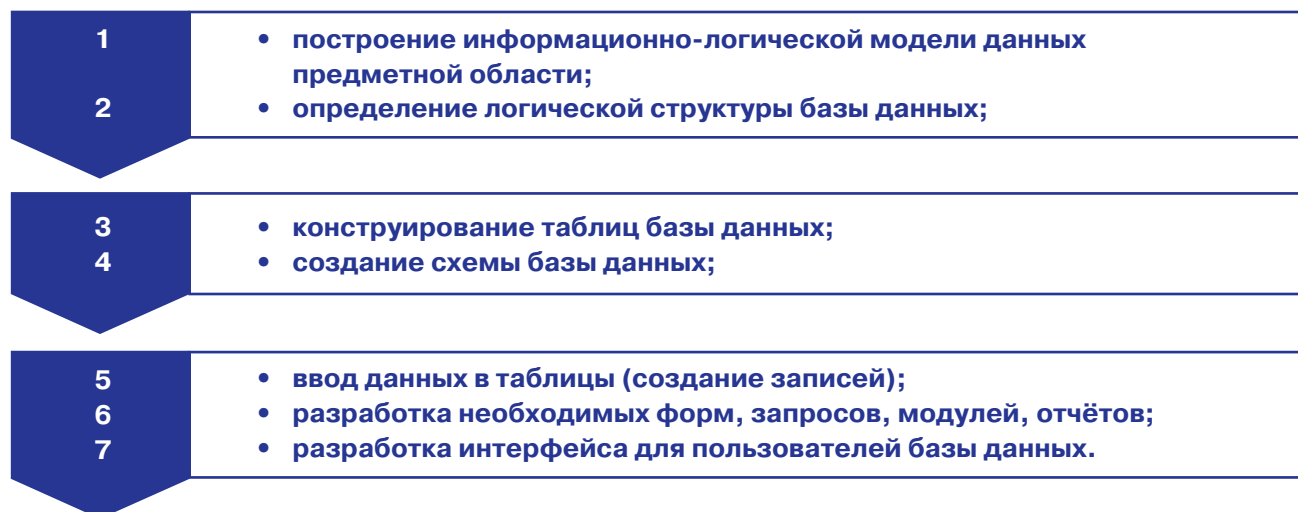 1 • построение информационно-логической модели данных
предметной области;
2 • определение логической структуры базы данных;
3 • конструирование таблиц базы данных;
4 • создание схемы базы данных;
5 • ввод данных в таблицы (создание записей);
6 • разработка необходимых форм, запросов, модулей, отчётов;
7 • разработка интерфейса для пользователей базы данных.